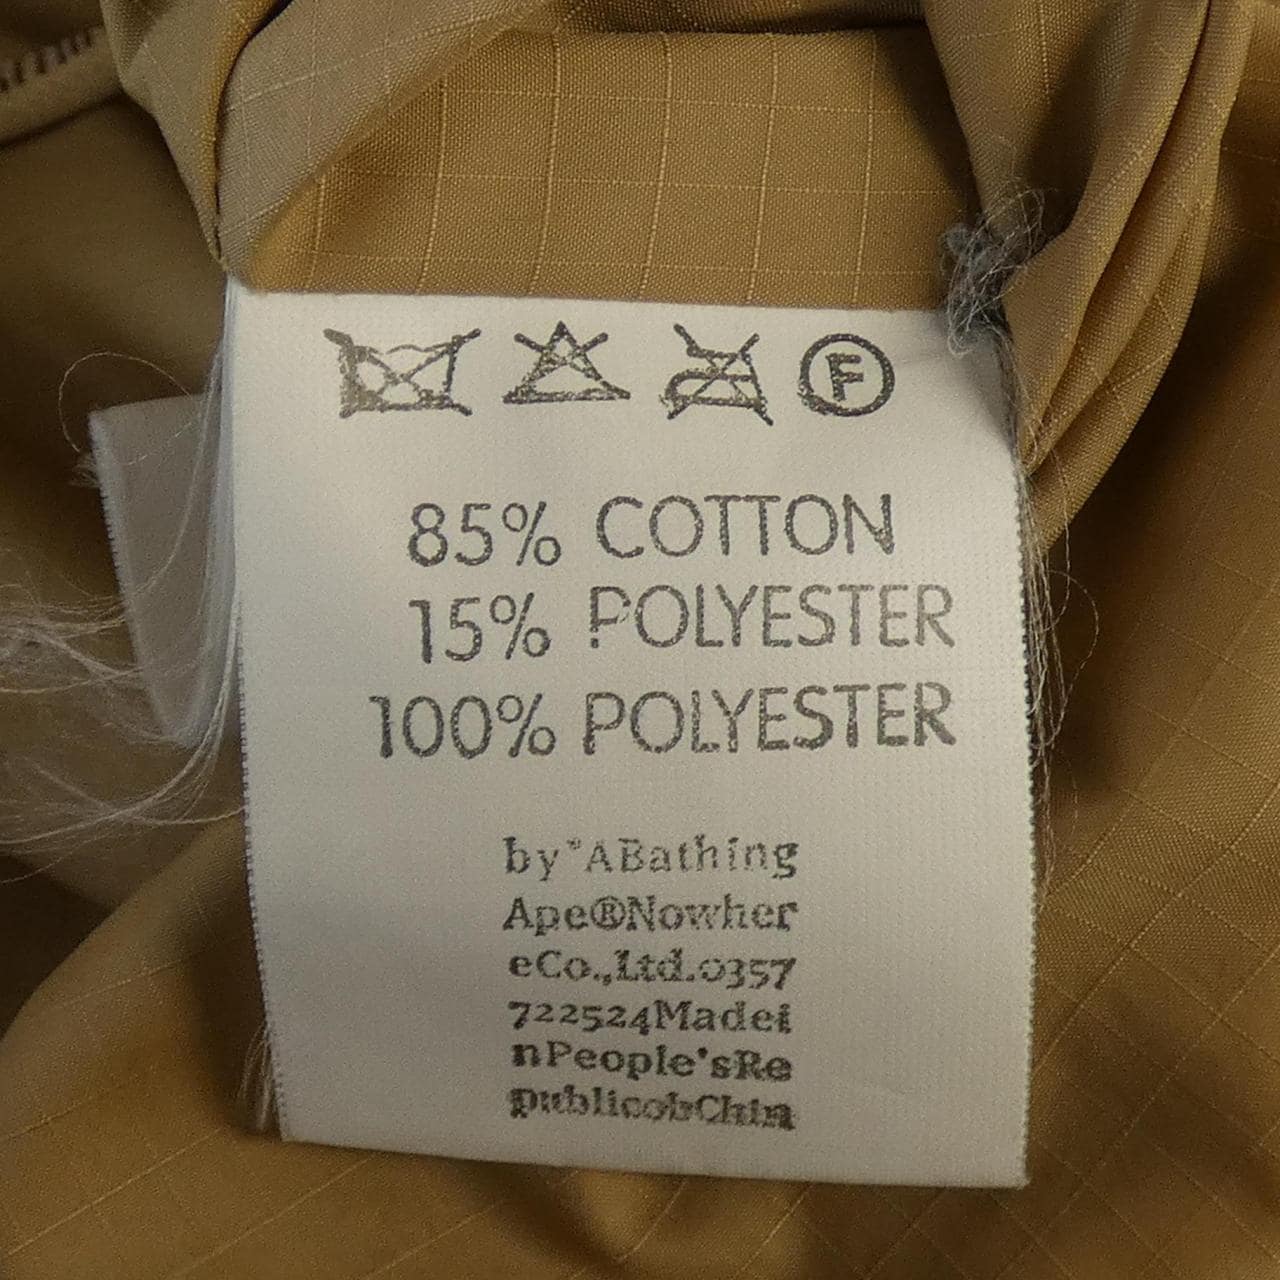 F
85% COTTON
15% POLYESTER
100% POLYESTER
by*ABathing
Ape®Nowher
eCo.,Ltd.0357
722524Madei
nPeople'sRe
publicofChina